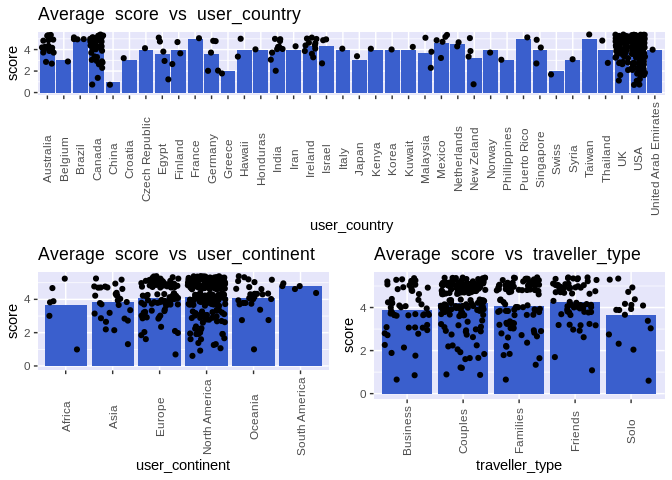 Average score vs user_country
score
4
2
0
Australia
Belgium
Brazil
Canada
China
Croatia
Czech Republic
Egypt
Finland
France
Germany
Greece
Hawaii
Honduras
India
Iran
Ireland
Israel
Italy
Japan
Kenya
Korea
Kuwait
Malaysia
Mexico
Netherlands
New Zeland
Norway
Phillippines
Puerto Rico
Singapore
Swiss
Syria
Taiwan
Thailand
UK
USA
United Arab Emirates
user_country
Average score vs user_continent
score
4
2
0
Africa
Asia
Europe
North America
Oceania
South America
user_continent
Average score vs traveller_type
score
4
2
0
Business
Couples
Families
Friends
Solo
traveller_type